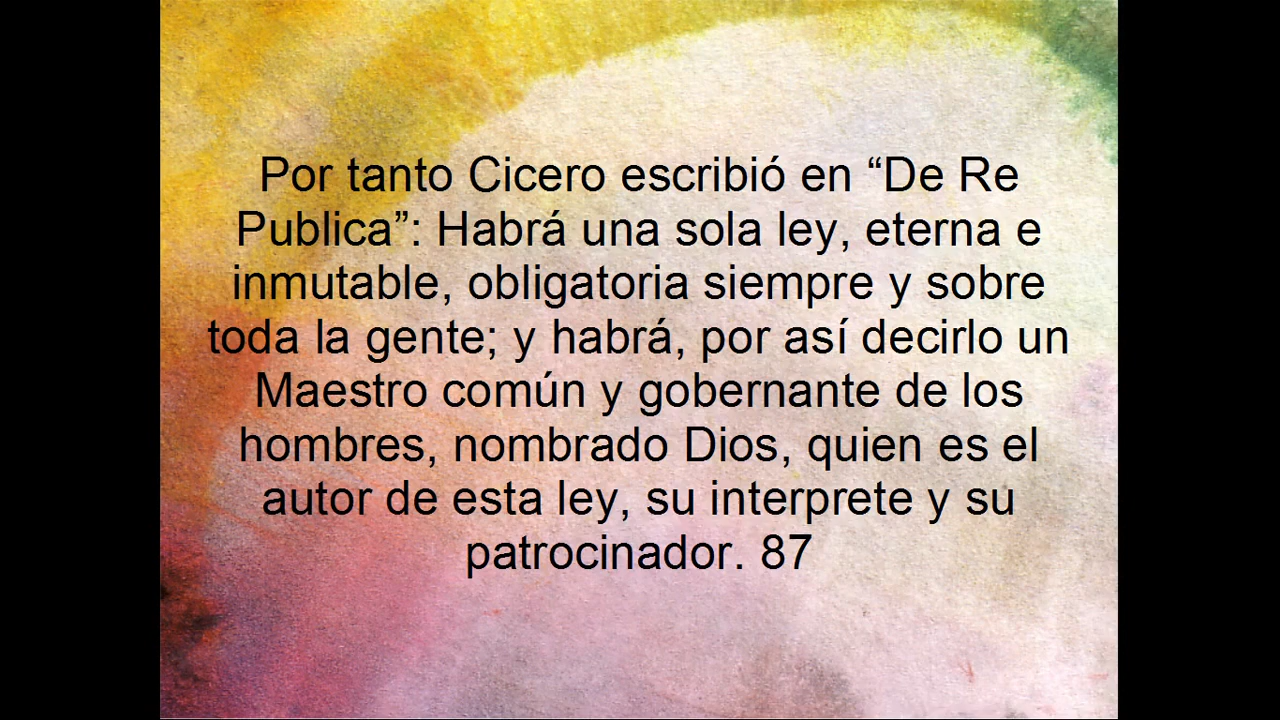 Por tanto Cicero escribió en “De Re
Publica”: Habrá una sola ley, eterna e
inmutable, obligatoria siempre y sobre
toda la gente; y habrá, por así decirlo un
Maestro común y gobernante de los
hombres, nombrado Dios, quien es el
autor de esta ley, su interprete y su
patrocinador. 87